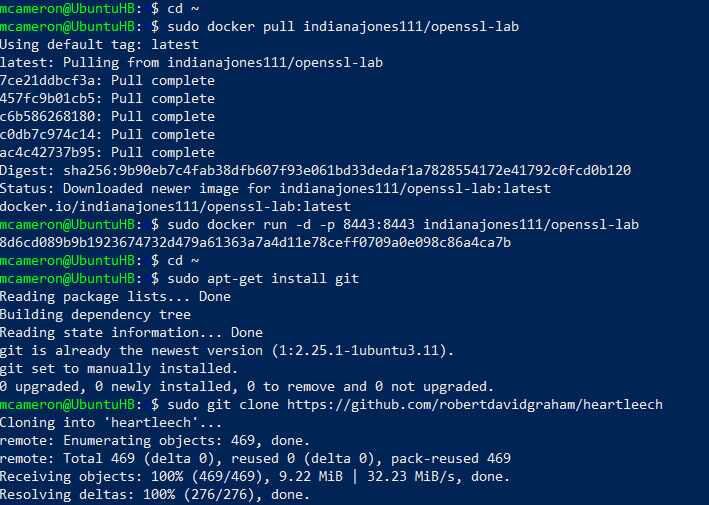 mcameron@UbuntuHB:~$ cd ~
mcameron@UbuntuHB:~$ sudo docker pull indianajones111/openssl-lab
Using default tag: latest
latest: Pulling from indianajones111/openssl-lab
7ce21ddbcf3a: Pull complete
457fc9b01cb5: Pull complete
c6b586268180: Pull complete
c0db7c974c14: Pull complete
ac4c42737b95: Pull complete
Digest: sha256:9b90eb7c4fab38dfb607f93e061bd33dedaf1a7828554172e41792c0fcd0b120
Status: Downloaded newer image for indianajones111/openssl-lab:latest
docker.io/indianajones111/openssl-lab:latest
mcameron@UbuntuHB:~$ sudo docker run -d -p 8443:8443 indianajones111/openssl-lab
8d6cd089b9b1923674732d479a61363a7a4d11e78ceff0709a0e098c86a4ca7b
mcameron@UbuntuHB:~$ cd ~
mcameron@UbuntuHB:~$ sudo apt-get install git
Reading package lists... Done
Building dependency tree
Reading state information... Done
git is already the newest version (1:2.25.1-1ubuntu3.11).
git set to manually installed.
0 upgraded, 0 newly installed, 0 to remove and 0 not upgraded.
mcameron@UbuntuHB:~$ sudo git clone https://github.com/robertdavidgraham/heartleech
Cloning into 'heartleech'...
remote: Enumerating objects: 469, done.
remote: Total 469 (delta 0), reused 0 (delta 0), pack-reused 469
Receiving objects: 100% (469/469), 9.22 MiB | 32.23 MiB/s, done.
Resolving deltas: 100% (276/276), done.